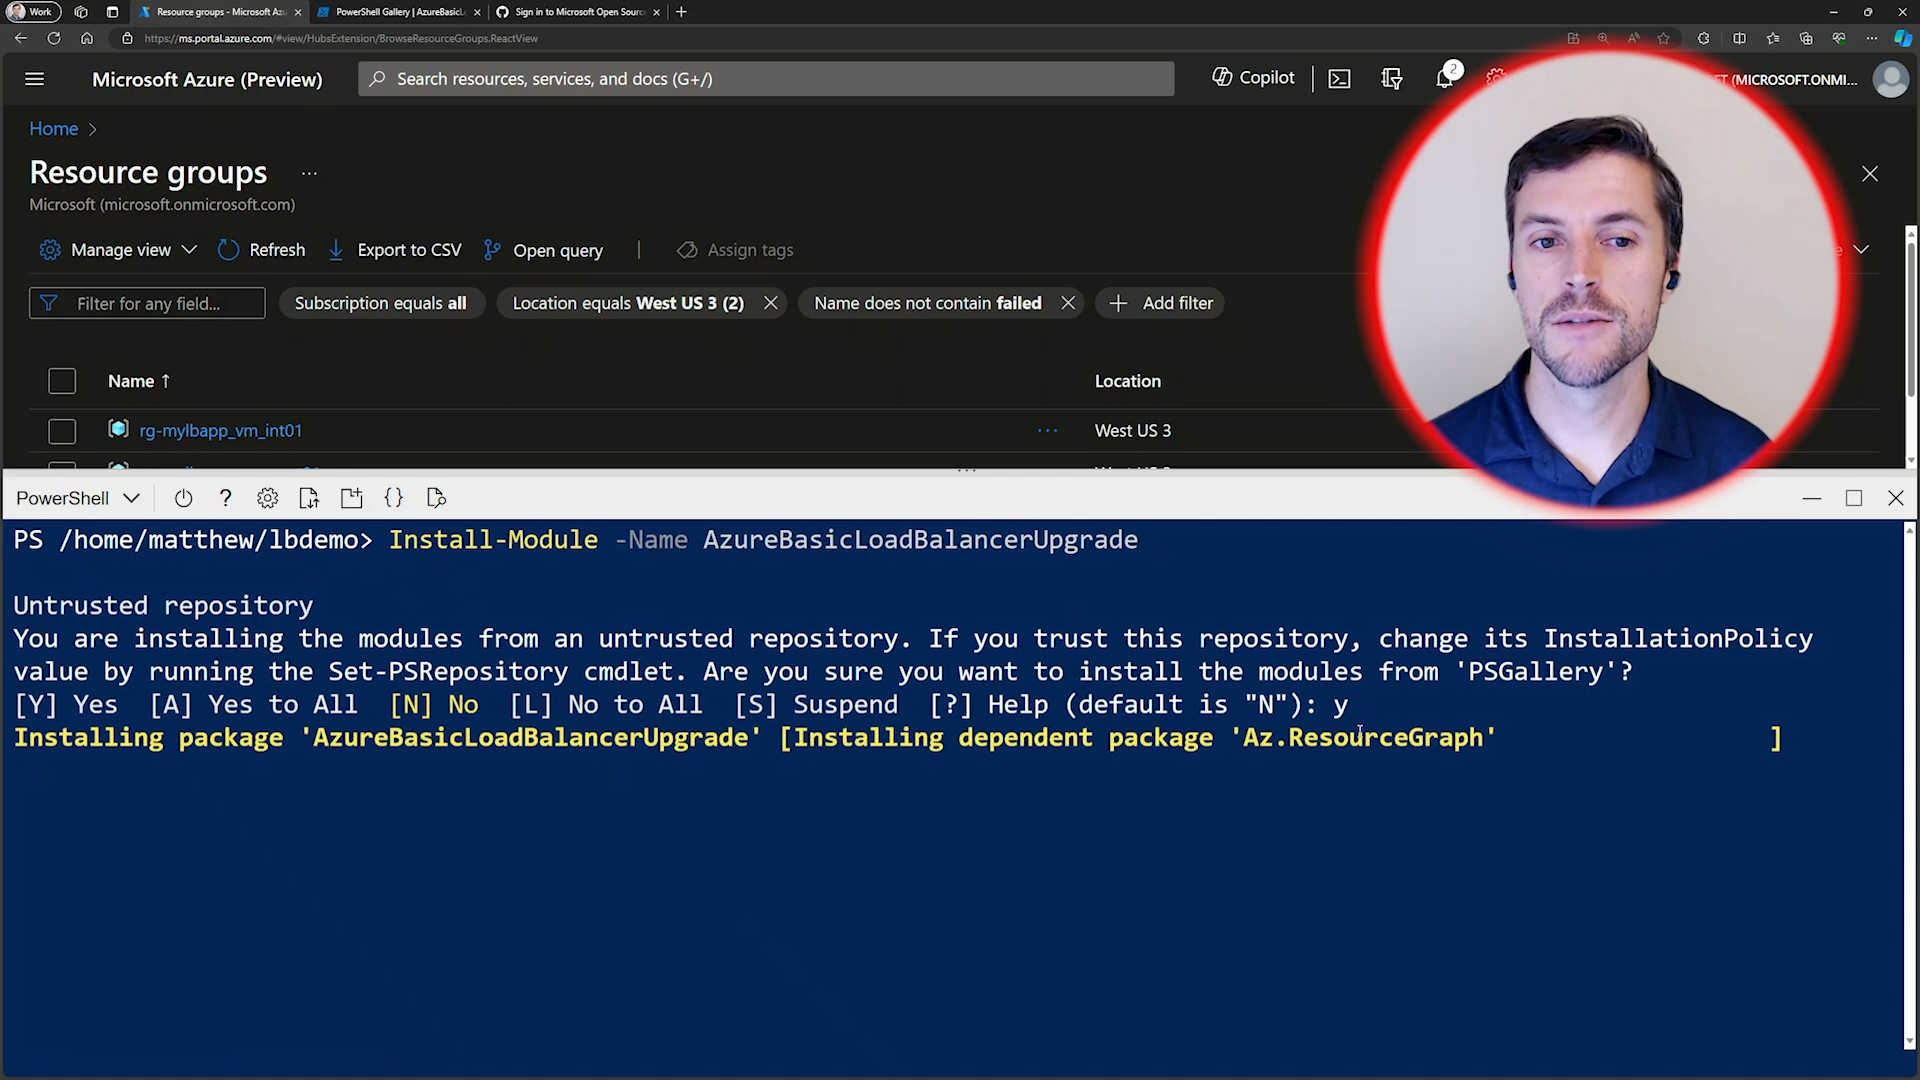 Work
Resource groups - Microsoft Azu
PowerShell Gallery | AzureBasicL
Sign in to Microsoft Open Sourc
https://ms.portal.azure.com/#view/HubsExtension/BrowseResourceGroups.ReactView
Microsoft Azure (Preview)
Search resources, services, and docs (G+/)
Copilot
2
(MICROSOFT.ONMI...
Home
Resource groups
Microsoft (microsoft.onmicrosoft.com)
Manage view
Refresh
Export to CSV
Open query
Assign tags
Filter for any field...
Subscription equals all
Location equals West US 3 (2)
Name does not contain failed
Add filter
Name ↑
Location
rg-mylbapp_vm_int01
West US 3
PowerShell
PS /home/matthew/lbdemo> Install-Module -Name AzureBasicLoadBalancerUpgrade
Untrusted repository
You are installing the modules from an untrusted repository. If you trust this repository, change its InstallationPolicy
value by running the Set-PSRepository cmdlet. Are you sure you want to install the modules from 'PSGallery'?
[Y] Yes [A] Yes to All [N] No [L] No to All [S] Suspend [?] Help (default is "N"): y
Installing package 'AzureBasicLoadBalancerUpgrade' [Installing dependent package 'Az.ResourceGraph' ]